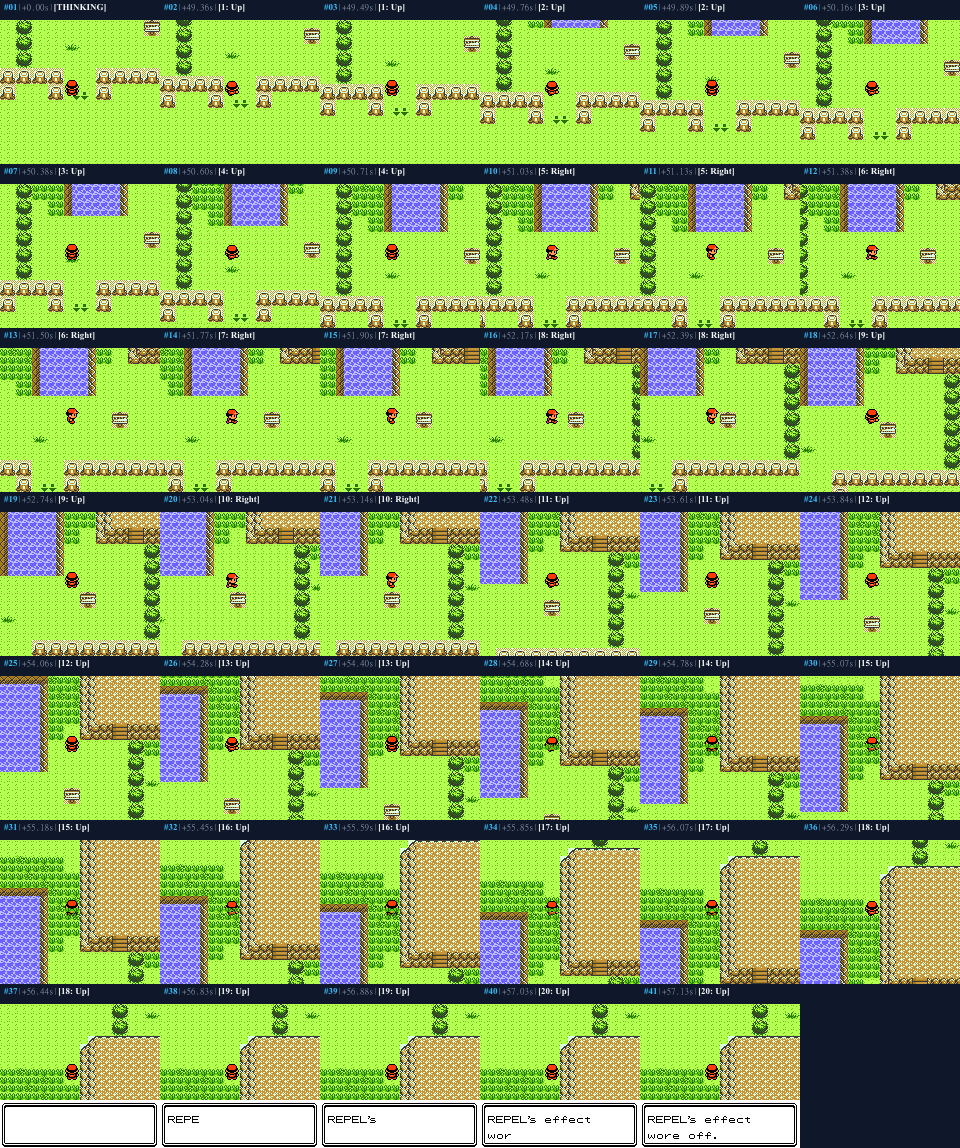 #01|+0.00s|[THINKING]
#02|+49.36s|[1: Up]
#03|+49.49s|[1: Up]
#04|+49.76s|[2: Up]
#05|+49.89s|[2: Up]
#06|+50.16s|[3: Up]
#07|+50.38s|[3: Up]
#08|+50.60s|[4: Up]
#09|+50.71s|[4: Up]
#10|+51.03s|[5: Right]
#11|+51.13s|[5: Right]
#12|+51.38s|[6: Right]
#13|+51.50s|[6: Right]
#14|+51.77s|[7: Right]
#15|+51.90s|[7: Right]
#16|+52.17s|[8: Right]
#17|+52.39s|[8: Right]
#18|+52.64s|[9: Up]
#19|+52.74s|[9: Up]
#20|+53.04s|[10: Right]
#21|+53.14s|[10: Right]
#22|+53.48s|[11: Up]
#23|+53.61s|[11: Up]
#24|+53.84s|[12: Up]
#25|+54.06s|[12: Up]
#26|+54.28s|[13: Up]
#27|+54.40s|[13: Up]
#28|+54.68s|[14: Up]
#29|+54.78s|[14: Up]
#30|+55.07s|[15: Up]
#31|+55.18s|[15: Up]
#32|+55.45s|[16: Up]
#33|+55.59s|[16: Up]
#34|+55.85s|[17: Up]
#35|+56.07s|[17: Up]
#36|+56.29s|[18: Up]
#37|+56.44s|[18: Up]
#38|+56.83s|[19: Up]
#39|+56.88s|[19: Up]
#40|+57.03s|[20: Up]
#41|+57.13s|[20: Up]
REPE
REPEL's
REPEL's effect
wor
REPEL's effect
wore off.